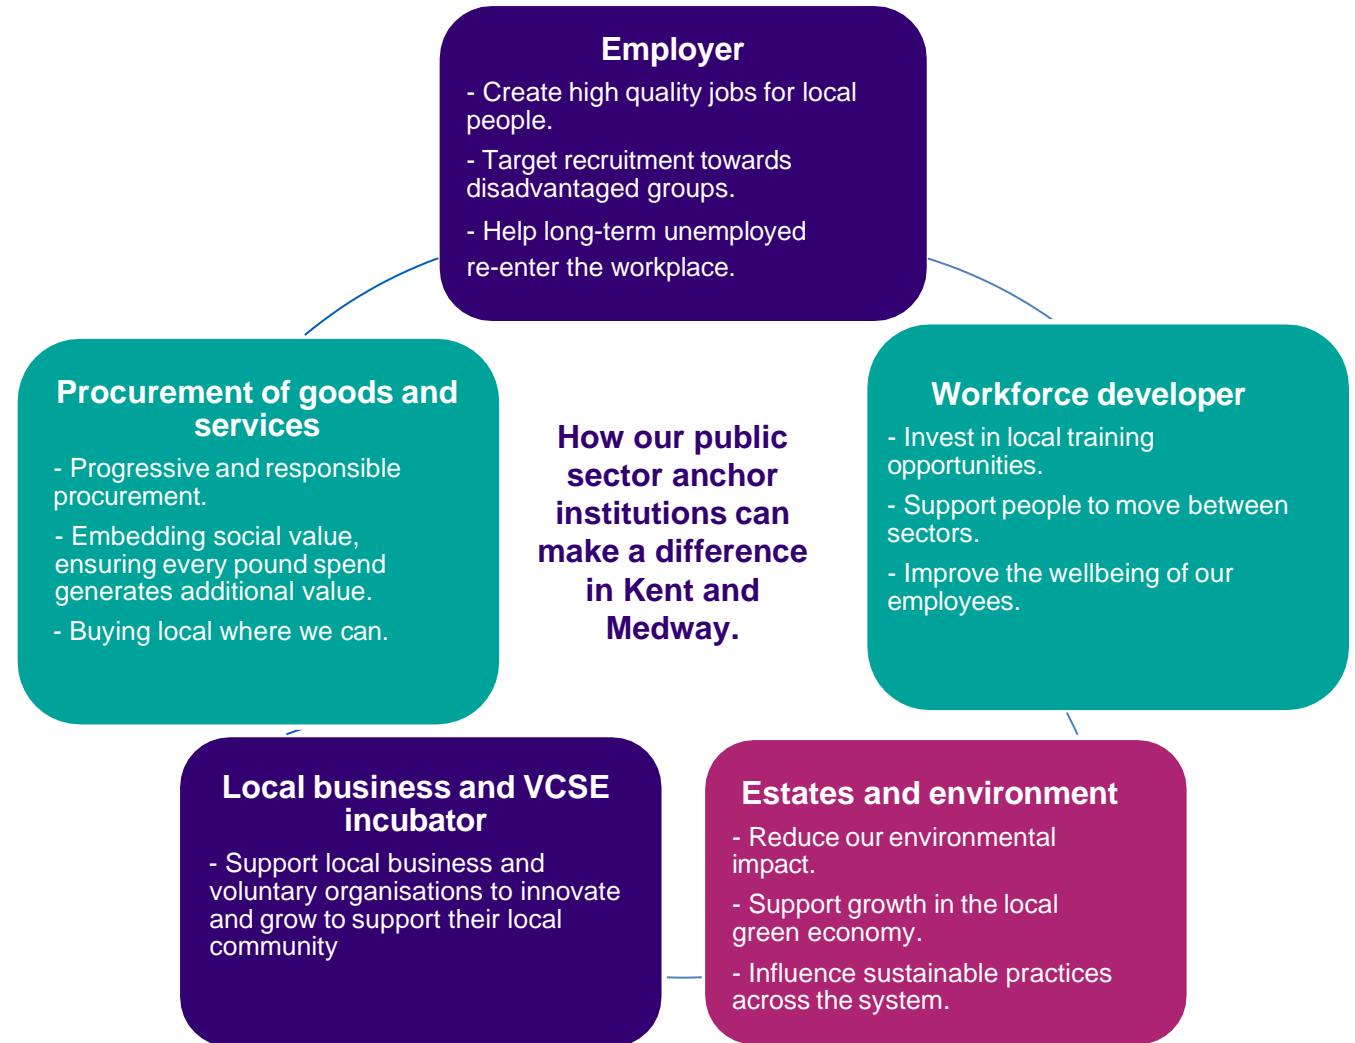 Employer
- Create high quality jobs for local
people.
- Target recruitment towards
disadvantaged groups.
- Help long-term unemployed
re-enter the workplace.
Procurement of goods and
services
- Progressive and responsible
procurement.
- Embedding social value,
ensuring every pound spend
generates additional value.
- Buying local where we can.
How our public
sector anchor
institutions can
make a difference
in Kent and
Medway.
Workforce developer
- Invest in local training
opportunities.
- Support people to move between
sectors.
- Improve the wellbeing of our
employees.
Local business and VCSE
incubator
- Support local business and
voluntary organisations to innovate
and grow to support their local
community
Estates and environment
- Reduce our environmental
impact.
- Support growth in the local
green economy.
- Influence sustainable practices
across the system.